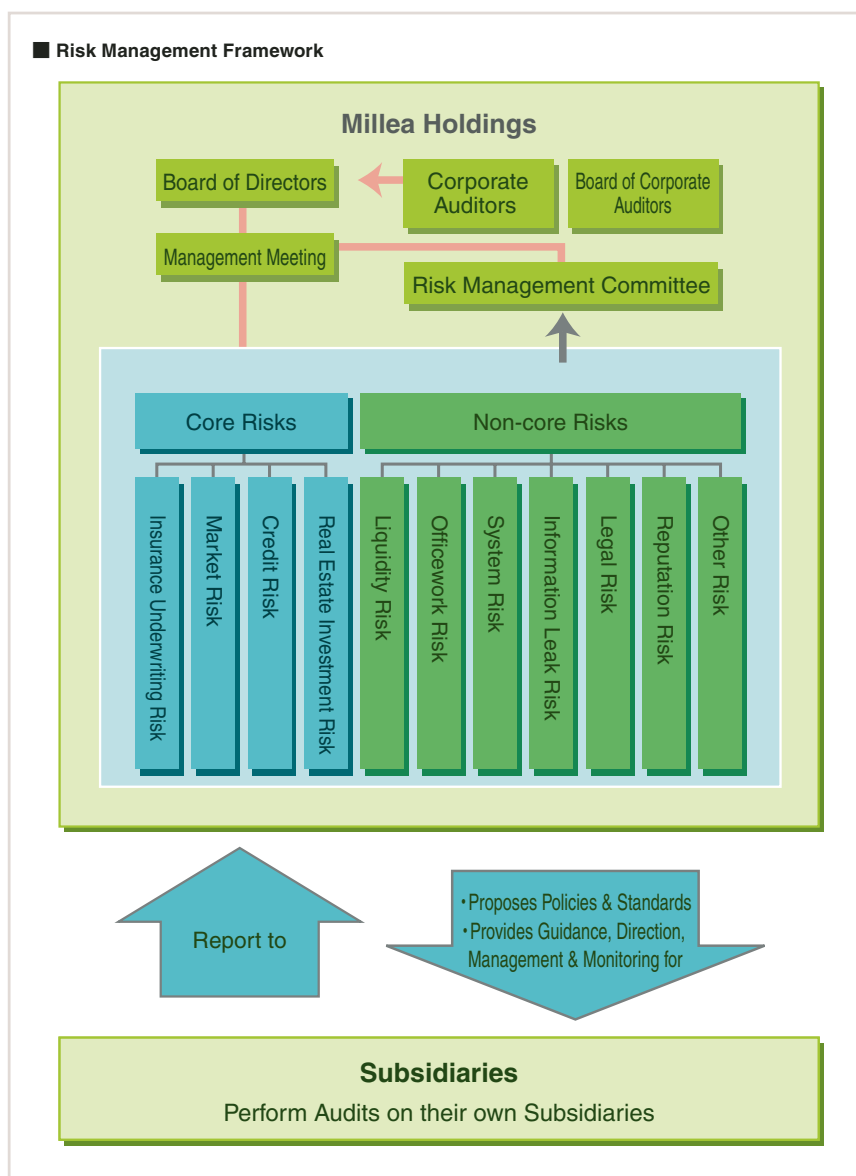 Risk Management Framework
Millea Holdings
Board of Directors
Corporate
Auditors
Board of Corporate
Auditors
Management Meeting
Risk Management Committee
Core Risks
Non-core Risks
Insurance Underwriting Risk
Market Risk
Credit Risk
Real Estate Investment Risk
Liquidity Risk
Officework Risk
System Risk
Information Leak Risk
Legal Risk
Reputation Risk
Other Risk
Report to
・Proposes Policies & Standards
・Provides Guidance, Direction,
Management & Monitoring for
Subsidiaries
Perform Audits on their own Subsidiaries